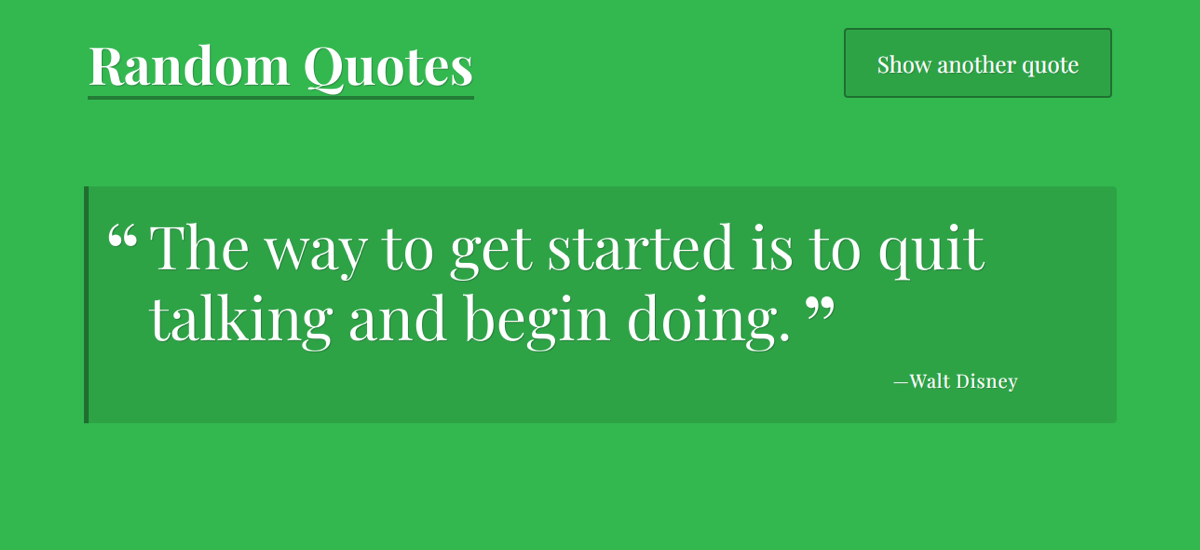 Random Quotes
Show another quote
“ The way to get started is to quit
talking and begin doing. ”
—Walt Disney